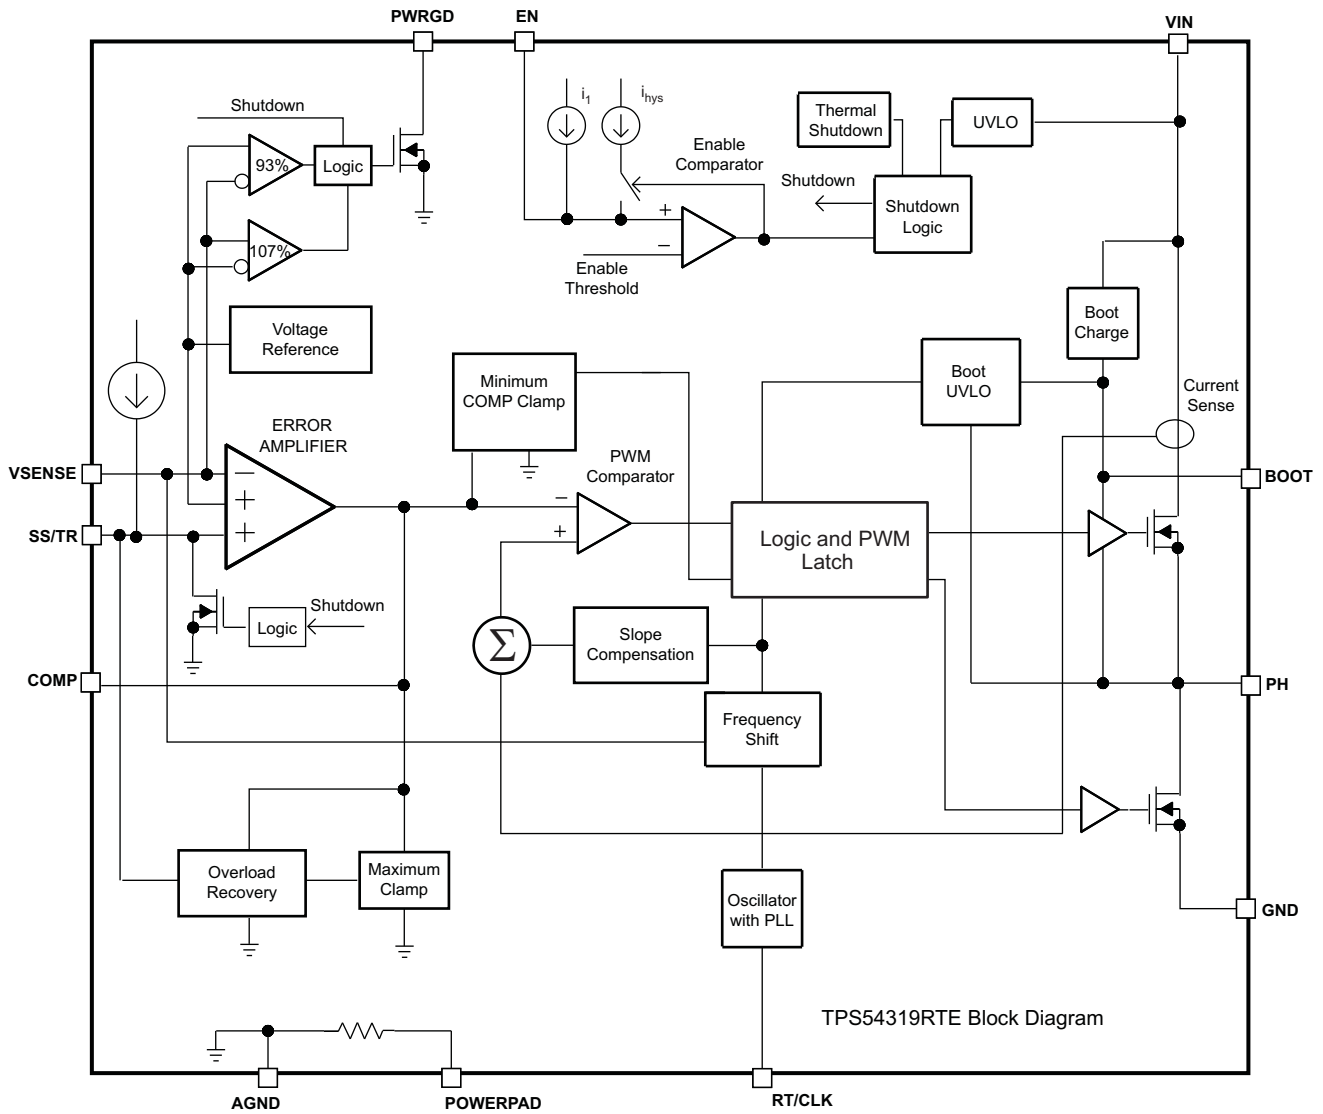 PWRGD
EN
VIN
Shutdown
i1
ihys
93%
Logic
Enable
Comparator
Thermal
Shutdown
UVLO
Shutdown
Shutdown
Logic
+
−
107%
Enable
Threshold
Voltage
Reference
Boot
Charge
Minimum
COMP Clamp
Boot
UVLO
Current
Sense
ERROR
AMPLIFIER
PWM
Comparator
VSENSE
−
+
+
−
+
BOOT
SS/TR
Logic and PWM
Latch
Shutdown
Logic
Σ
Slope
Compensation
COMP
PH
Frequency
Shift
Overload
Recovery
Maximum
Clamp
Oscillator
with PLL
GND
TPS54319RTE Block Diagram
AGND
POWERPAD
RT/CLK